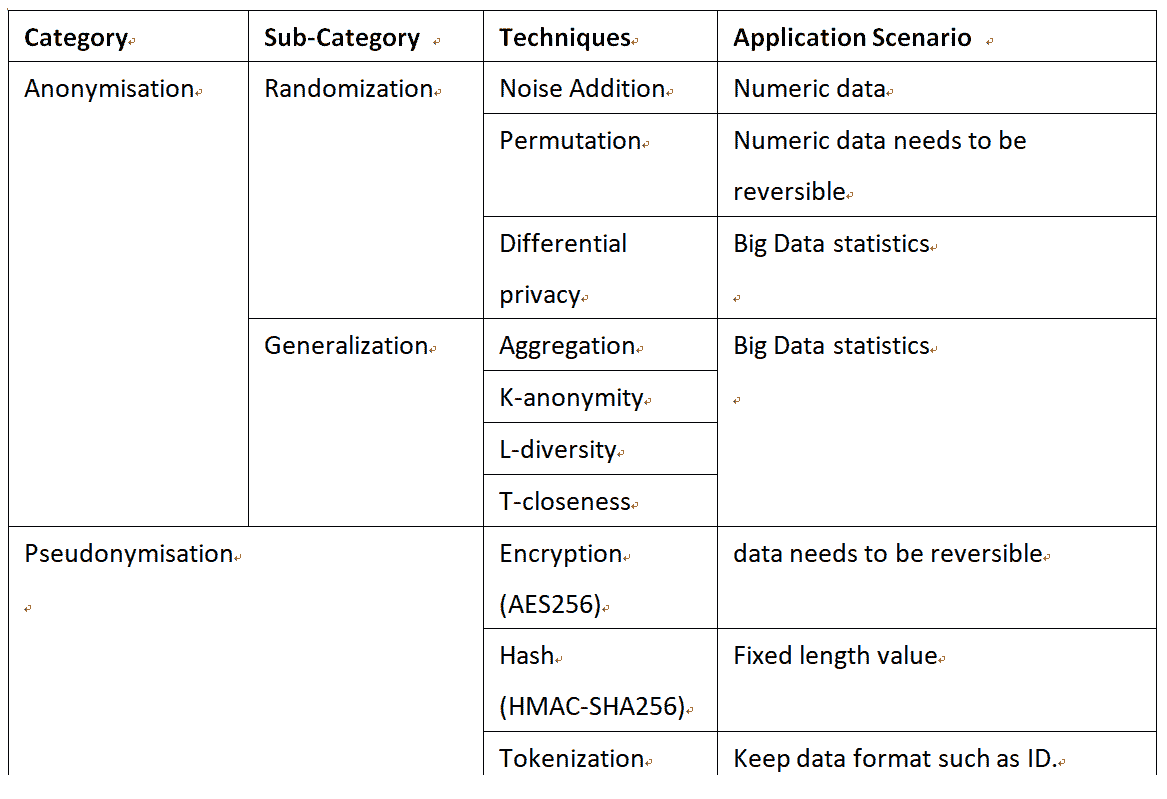 Category Sub-Category Techniques Application Scenario
Anonymisation Randomization Noise Addition Numeric data
Permutation Numeric data needs to be
reversible
Differential Big Data statistics
privacy
Generalization Aggregation Big Data statistics
K-anonymity
L-diversity
T-closeness
Pseudonymisation Encryption data needs to be reversible
(AES256)
Hash Fixed length value
(HMAC-SHA256)
Tokenization Keep data format such as ID.